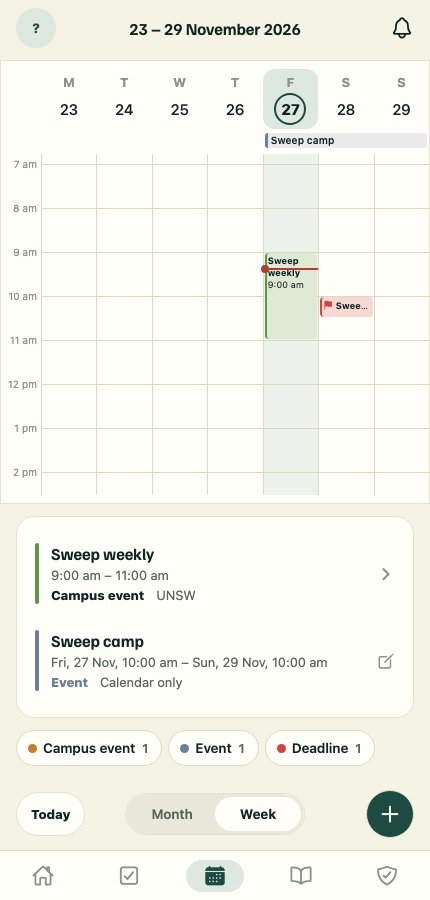 ?
23 – 29 November 2026
M T W T F S S
23 24 25 26 27 28 29
Sweep camp
7 am
8 am
9 am
Sweep
weekly
9:00 am
10 am
Swee...
11 am
12 pm
1 pm
2 pm
Sweep weekly
9:00 am – 11:00 am
Campus event UNSW
Sweep camp
Fri, 27 Nov, 10:00 am – Sun, 29 Nov, 10:00 am
Event Calendar only
Campus event 1 Event 1 Deadline 1
Today Month Week